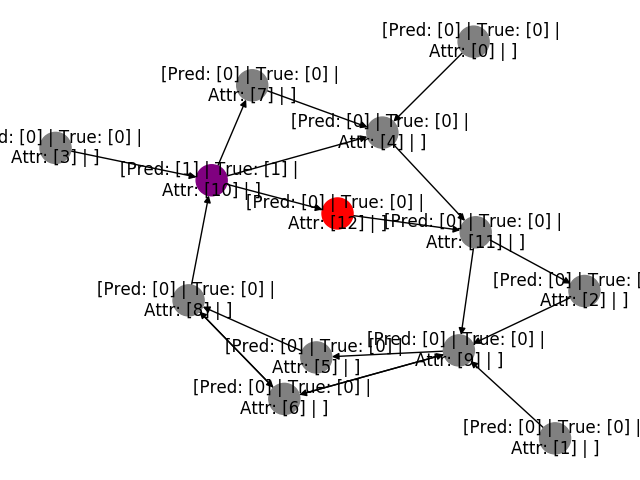 [Pred: [0] | True: [0] |
Attr: [0] | ]
[Pred: [0] | True: [0] |
Attr: [7] | ]
[Pred: [0] | True: [0] |
Attr: [4] | ]
d: [0] | True: [0] |
Attr: [3] | ]
[Pred: [1] | True: [1] |
Attr: [10] | ]
[Pred: [0] | True: [0] |
Attr: [12] | ]
[Pred: [0] | True: [0] |
Attr: [11] | ]
[Pred: [0] | True: [0]
Attr: [2] | ]
[Pred: [0] | True: [0] |
Attr: [8] | ]
[Pred: [0] | True: [0] |
Attr: [9] | ]
[Pred: [0] | True: [0] |
Attr: [5] | ]
[Pred: [0] | True: [0] |
Attr: [6] | ]
[Pred: [0] | True: [0] |
Attr: [1] | ]